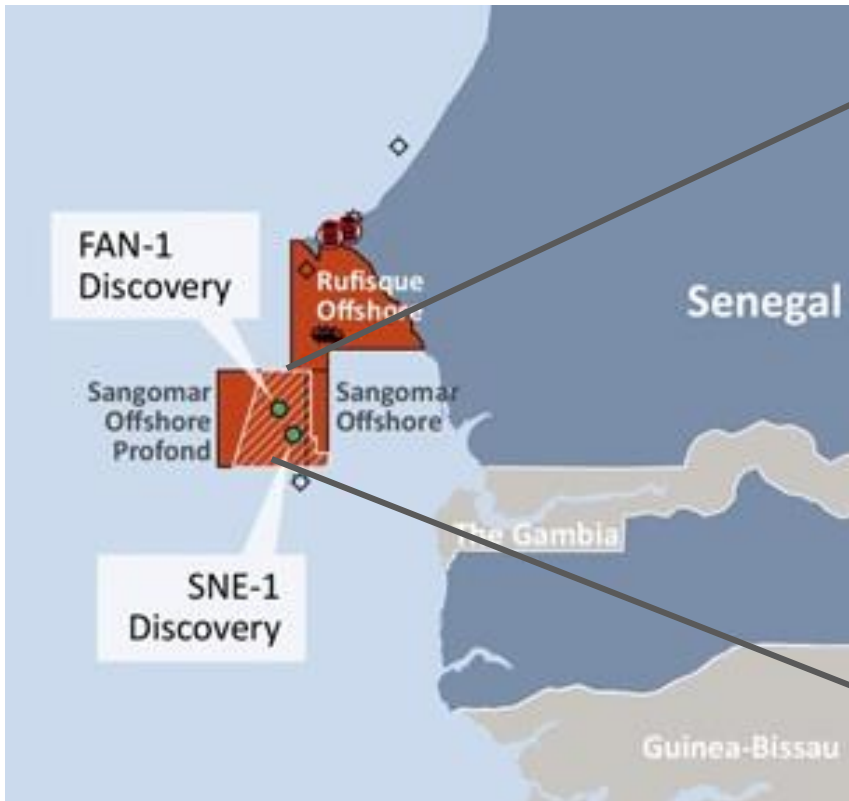 FAN-1
Discovery
Rufisque
Offshore
Senegal
Sangomar
Offshore
Profond
Sangomar
Offshore
The Gambia
SNE-1
Discovery
Guinea-Bissau